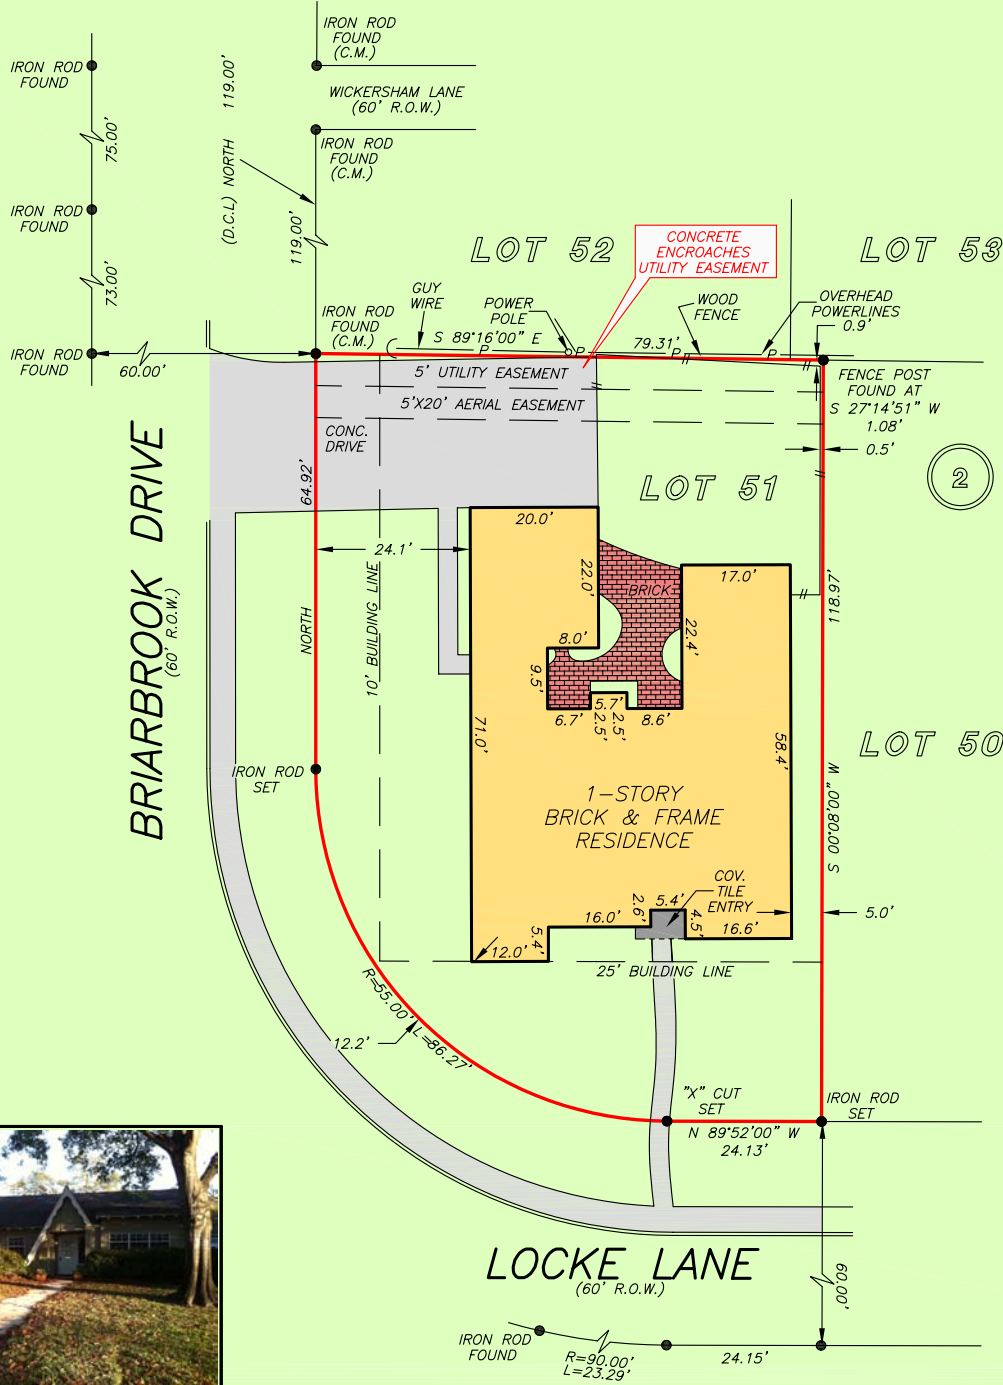 IRON ROD
FOUND
(C.M.)
IRON ROD
FOUND
WICKERSHAM LANE
(60' R.O.W.)
119.00'
(D.C.L) NORTH
75.00'
IRON ROD
FOUND
(C.M.)
IRON ROD
FOUND
119.00'
73.00'
LOT 52
CONCRETE
ENCROACHES
UTILITY EASEMENT
LOT 53
GUY
WIRE
POWER
POLE
WOOD
FENCE
OVERHEAD
POWERLINES
0.9'
IRON ROD
FOUND
(C.M.)
IRON ROD
FOUND
60.00'
S 89°16'00" E
79.31'
P
P
P
P
5' UTILITY EASEMENT
5'X20' AERIAL EASEMENT
FENCE POST
FOUND AT
S 27°14'51" W
1.08'
0.5'
CONC.
DRIVE
64.92'
LOT 51
2
BRIARBROOK DRIVE
(60' R.O.W.)
NORTH
24.1'
10' BUILDING LINE
20.0'
22.0'
BRICK
17.0'
22.4'
118.97'
8.0'
9.5'
6.7'
2.5'
5.7'
2.5'
8.6'
71.0'
58.4'
LOT 50
S 00°08'00" W
IRON ROD
SET
1-STORY
BRICK & FRAME
RESIDENCE
COV.
TILE
ENTRY
5.4'
2.6'
4.5'
16.0'
16.6'
5.0'
5.4'
12.0'
25' BUILDING LINE
R=55.00'
L=86.27'
12.2'
"X" CUT
SET
IRON ROD
SET
N 89°52'00" W
24.13'
LOCKE LANE
(60' R.O.W.)
60.00'
IRON ROD
FOUND
R=90.00'
L=23.29'
24.15'